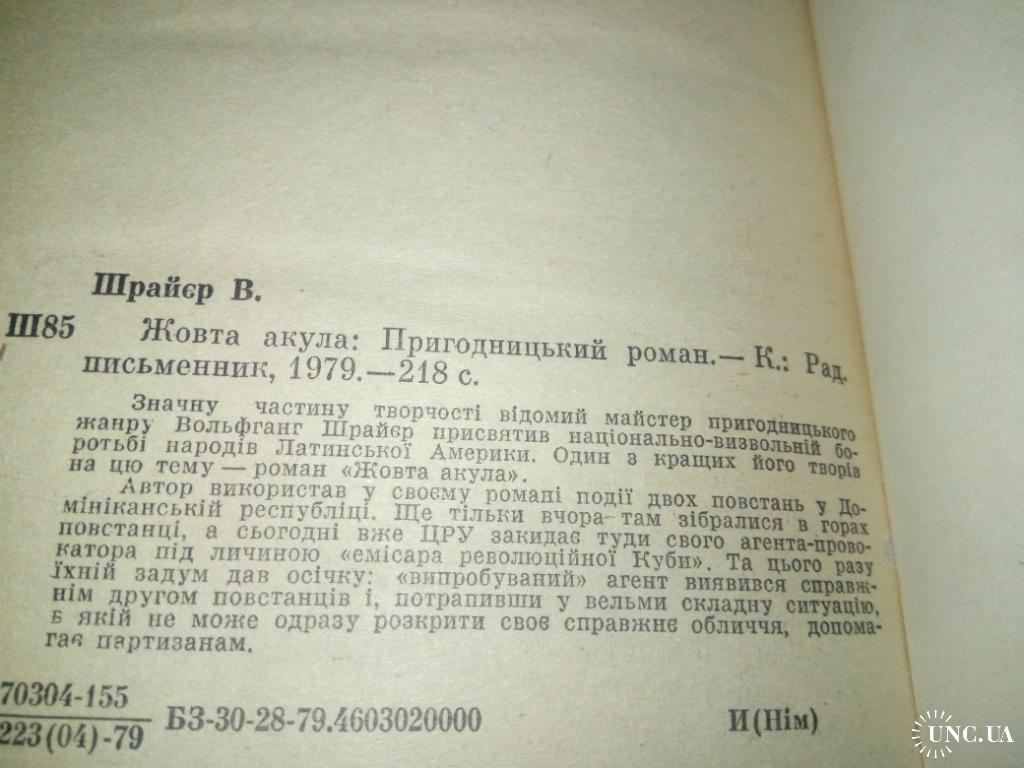 Шрайєр В.
Ш85 Жовта акула: Пригодницький роман.— К.: Рад.
письменник, 1979.—218 с.
Значну частину творчості відомий майстер пригодницького
жанру Вольфганг Шрайєр присвятив національно-визвольній бо-
ротьбі народів Латинської Америки. Один з кращих його творів
на цю тему — роман «Жовта акула».
Автор використав у своєму романі події двох повстань у До-
мініканській республіці. Ще тільки вчора там зібралися в горах
повстанці, а сьогодні вже ЦРУ закидає туди свого агента-прово-
катора під личиною «емісара революційної Куби». Та цього разу
їхній задум дав осічку: «випробуваний» агент виявився справж-
нім другом повстанців і, потрапивши у вельми складну ситуацію,
в якій не може одразу розкрити своє справжнє обличчя, допома-
гає партизанам.
70304-155
223(04)-79 БЗ-30-28-79.4603020000 И(Нім)
UNC.UA